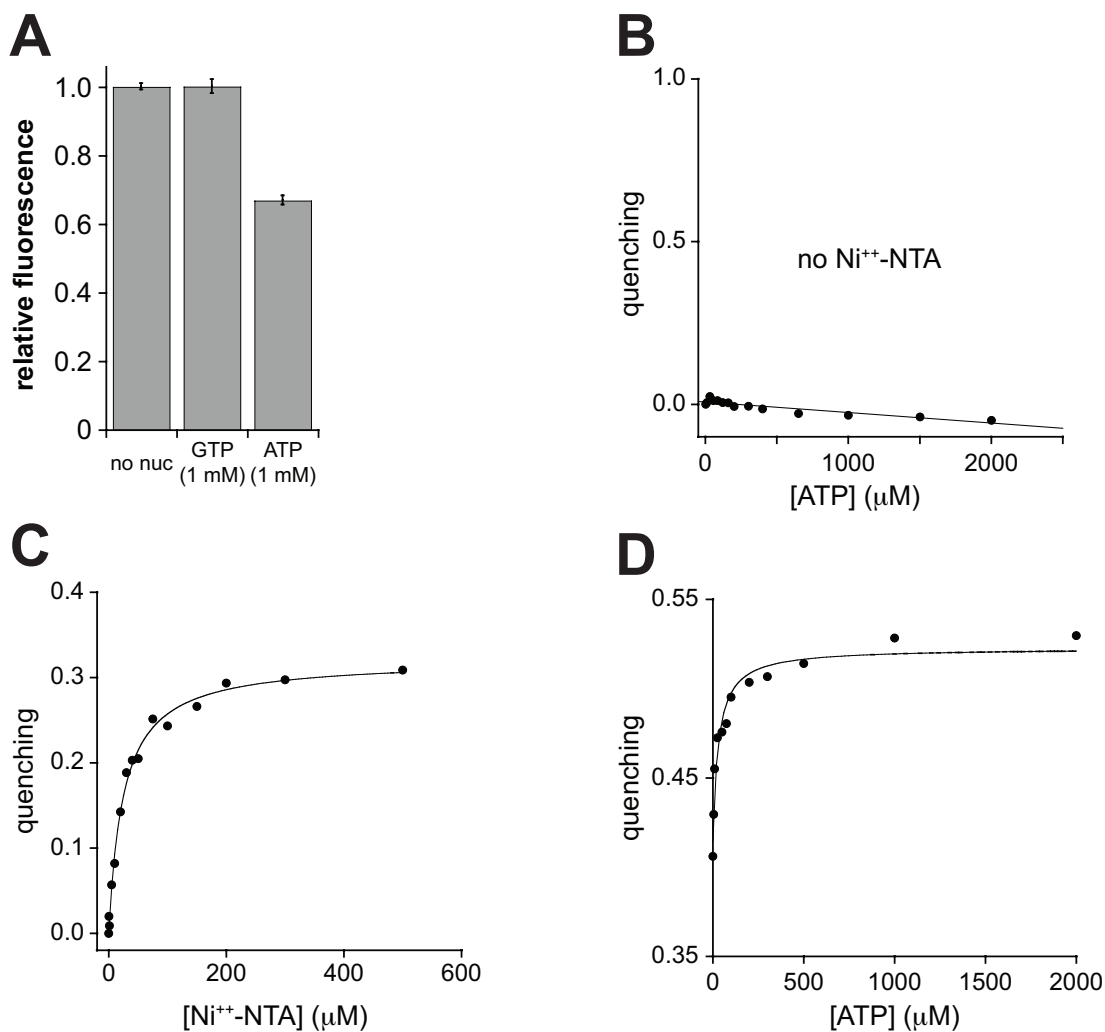 A
relative fluorescence
1.0
0.8
0.6
0.4
0.2
0
no nuc
GTP
(1 mM)
ATP
(1 mM)
B
quenching
1.0
0.5
0.0
no Ni⁺⁺-NTA
0
1000
2000
[ATP] (μM)
C
quenching
0.4
0.3
0.2
0.1
0.0
0
200
400
600
[Ni⁺⁺-NTA] (μM)
D
quenching
0.55
0.45
0.35
0
500
1000
1500
2000
[ATP] (μM)